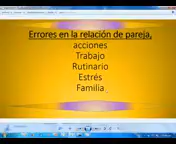 Errores en la relación de pareja,
acciones
Trabajo
Rutinario
Estrés
Familia